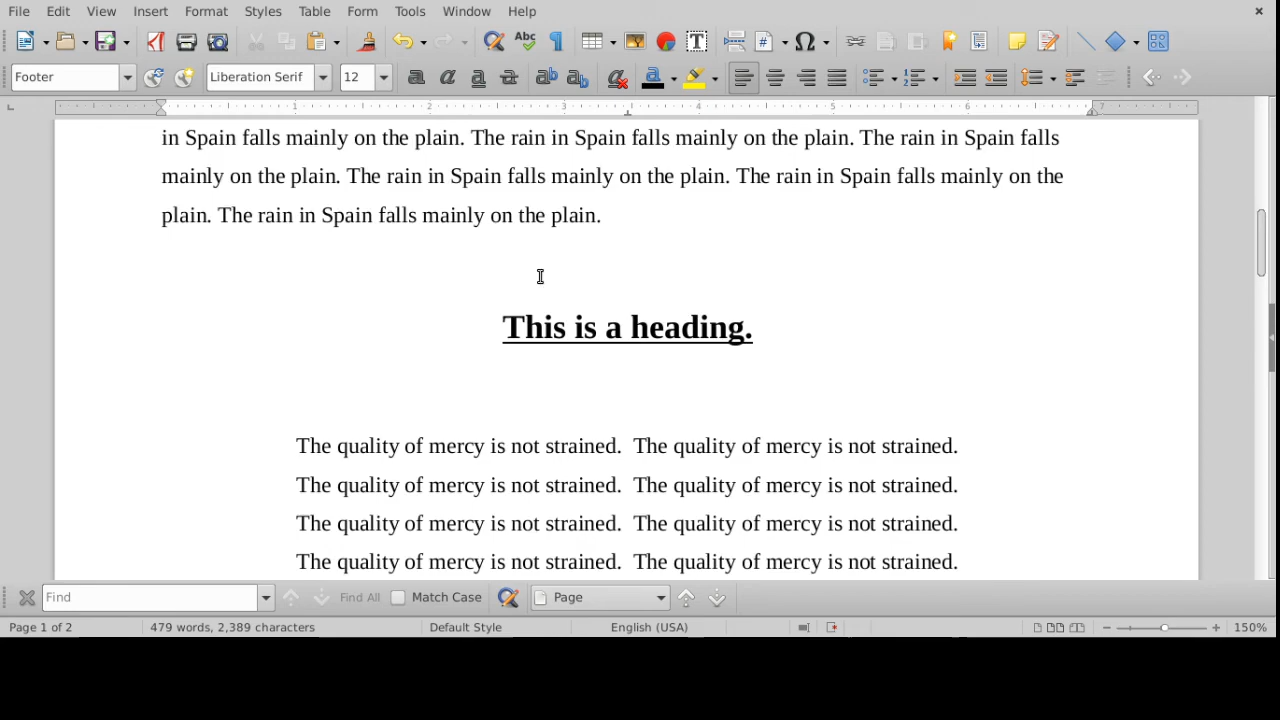 File Edit View Insert Format Styles Table Form Tools Window Help
Footer Liberation Serif 12
1 2 3 4 5 6 7
in Spain falls mainly on the plain. The rain in Spain falls mainly on the plain. The rain in Spain falls
mainly on the plain. The rain in Spain falls mainly on the plain. The rain in Spain falls mainly on the
plain. The rain in Spain falls mainly on the plain.
This is a heading.
The quality of mercy is not strained.  The quality of mercy is not strained.
The quality of mercy is not strained.  The quality of mercy is not strained.
The quality of mercy is not strained.  The quality of mercy is not strained.
The quality of mercy is not strained.  The quality of mercy is not strained.
Find Find All Match Case Page
Page 1 of 2 479 words, 2,389 characters Default Style English (USA) 150%